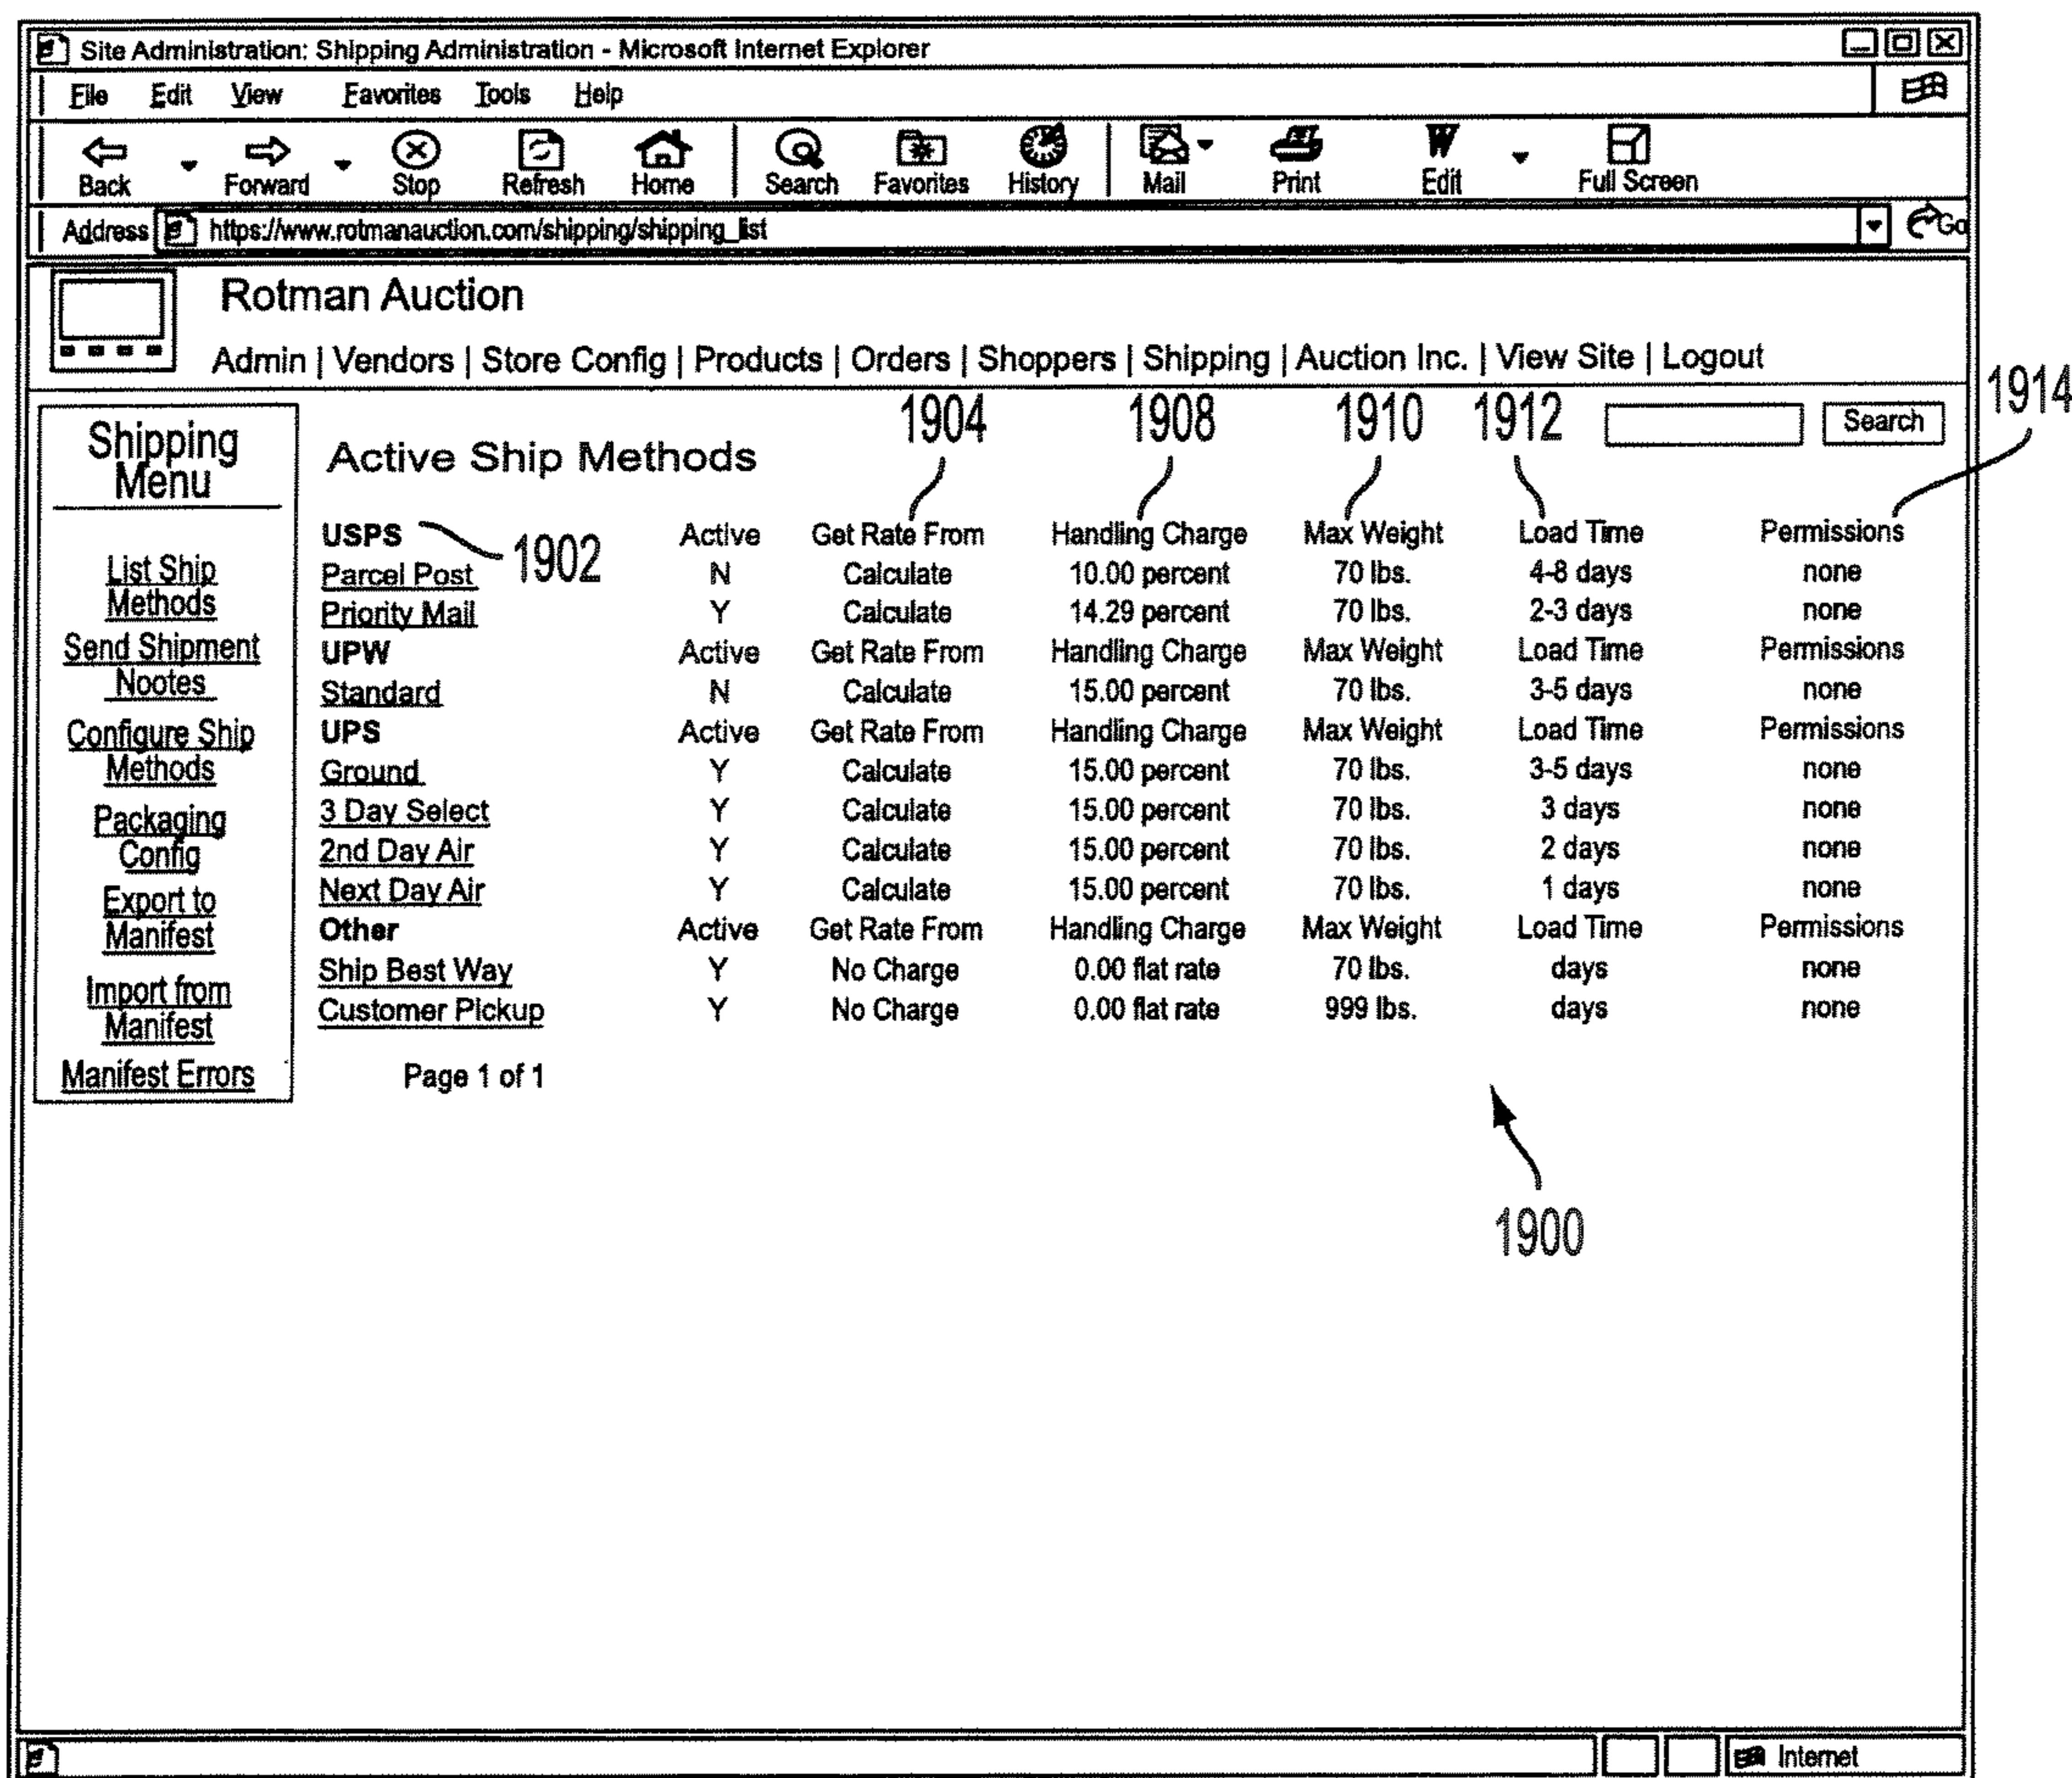 Site Administration: Shipping Administration - Microsoft Internet Explorer
File Edit View Favorites Tools Help
Back Forward Stop Refresh Home Search Favorites History Mail Print Edit Full Screen
Address https://www.rotmanauction.com/shipping/shipping_list Go
Rotman Auction
Admin | Vendors | Store Config | Products | Orders | Shoppers | Shipping | Auction Inc. | View Site | Logout
1914
Shipping
Menu
List Ship
Methods
Send Shipment
Nootes
Configure Ship
Methods
Packaging
Config
Export to
Manifest
Import from
Manifest
Manifest Errors
1904 1908 1910 1912 Search
Active Ship Methods
USPS 1902 Active Get Rate From Handling Charge Max Weight Load Time Permissions
Parcel Post N Calculate 10.00 percent 70 lbs. 4-8 days none
Priority Mail Y Calculate 14.29 percent 70 lbs. 2-3 days none
UPW Active Get Rate From Handling Charge Max Weight Load Time Permissions
Standard N Calculate 15.00 percent 70 lbs. 3-5 days none
UPS Active Get Rate From Handling Charge Max Weight Load Time Permissions
Ground Y Calculate 15.00 percent 70 lbs. 3-5 days none
3 Day Select Y Calculate 15.00 percent 70 lbs. 3 days none
2nd Day Air Y Calculate 15.00 percent 70 lbs. 2 days none
Next Day Air Y Calculate 15.00 percent 70 lbs. 1 days none
Other Active Get Rate From Handling Charge Max Weight Load Time Permissions
Ship Best Way Y No Charge 0.00 flat rate 70 lbs. days none
Customer Pickup Y No Charge 0.00 flat rate 999 lbs. days none
Page 1 of 1
1900
Internet